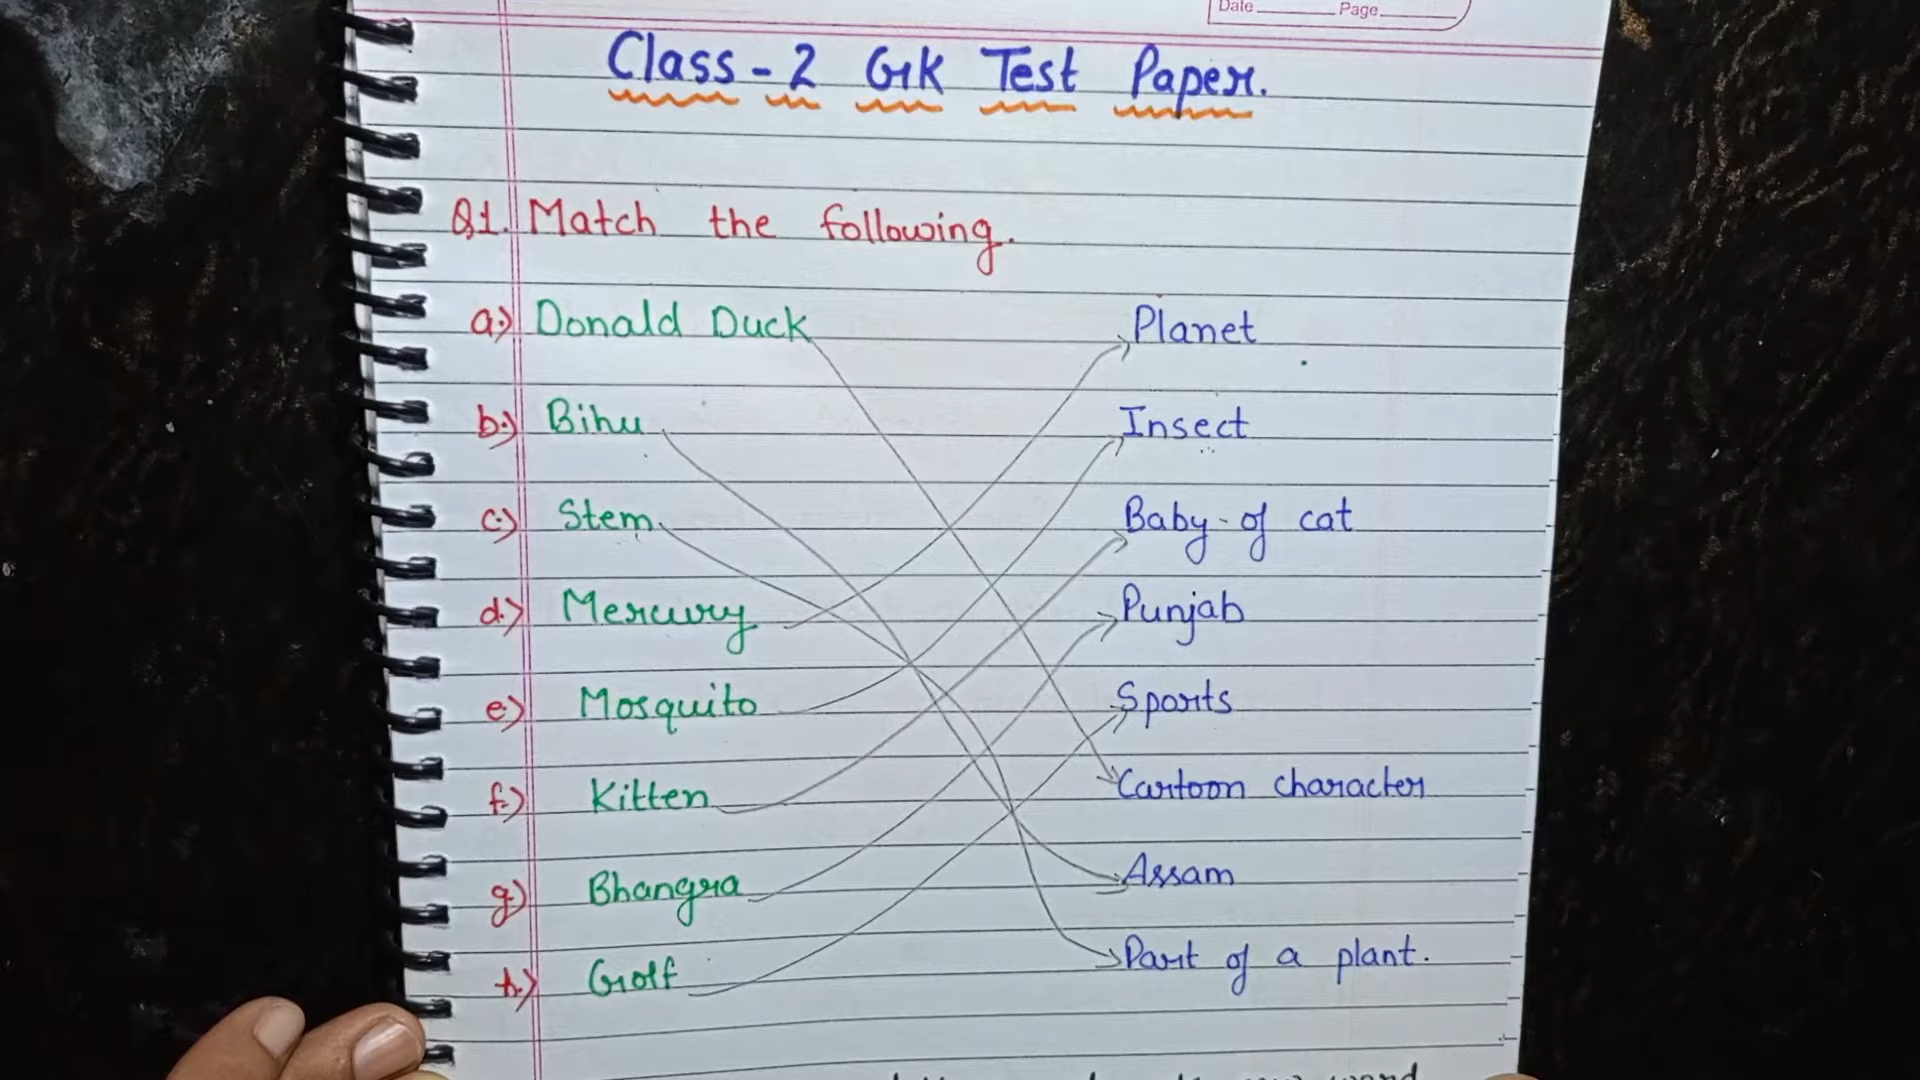 Date Page
Class - 2 GK Test Paper.
Q1. Match the following.
a.) Donald Duck Planet
b.) Bihu Insect
c.) Stem Baby-of cat
d.) Mercury Punjab
e.) Mosquito Sports
f.) Kitten Cartoon character
g.) Bhangra Assam
h.) Golf Part of a plant.
word